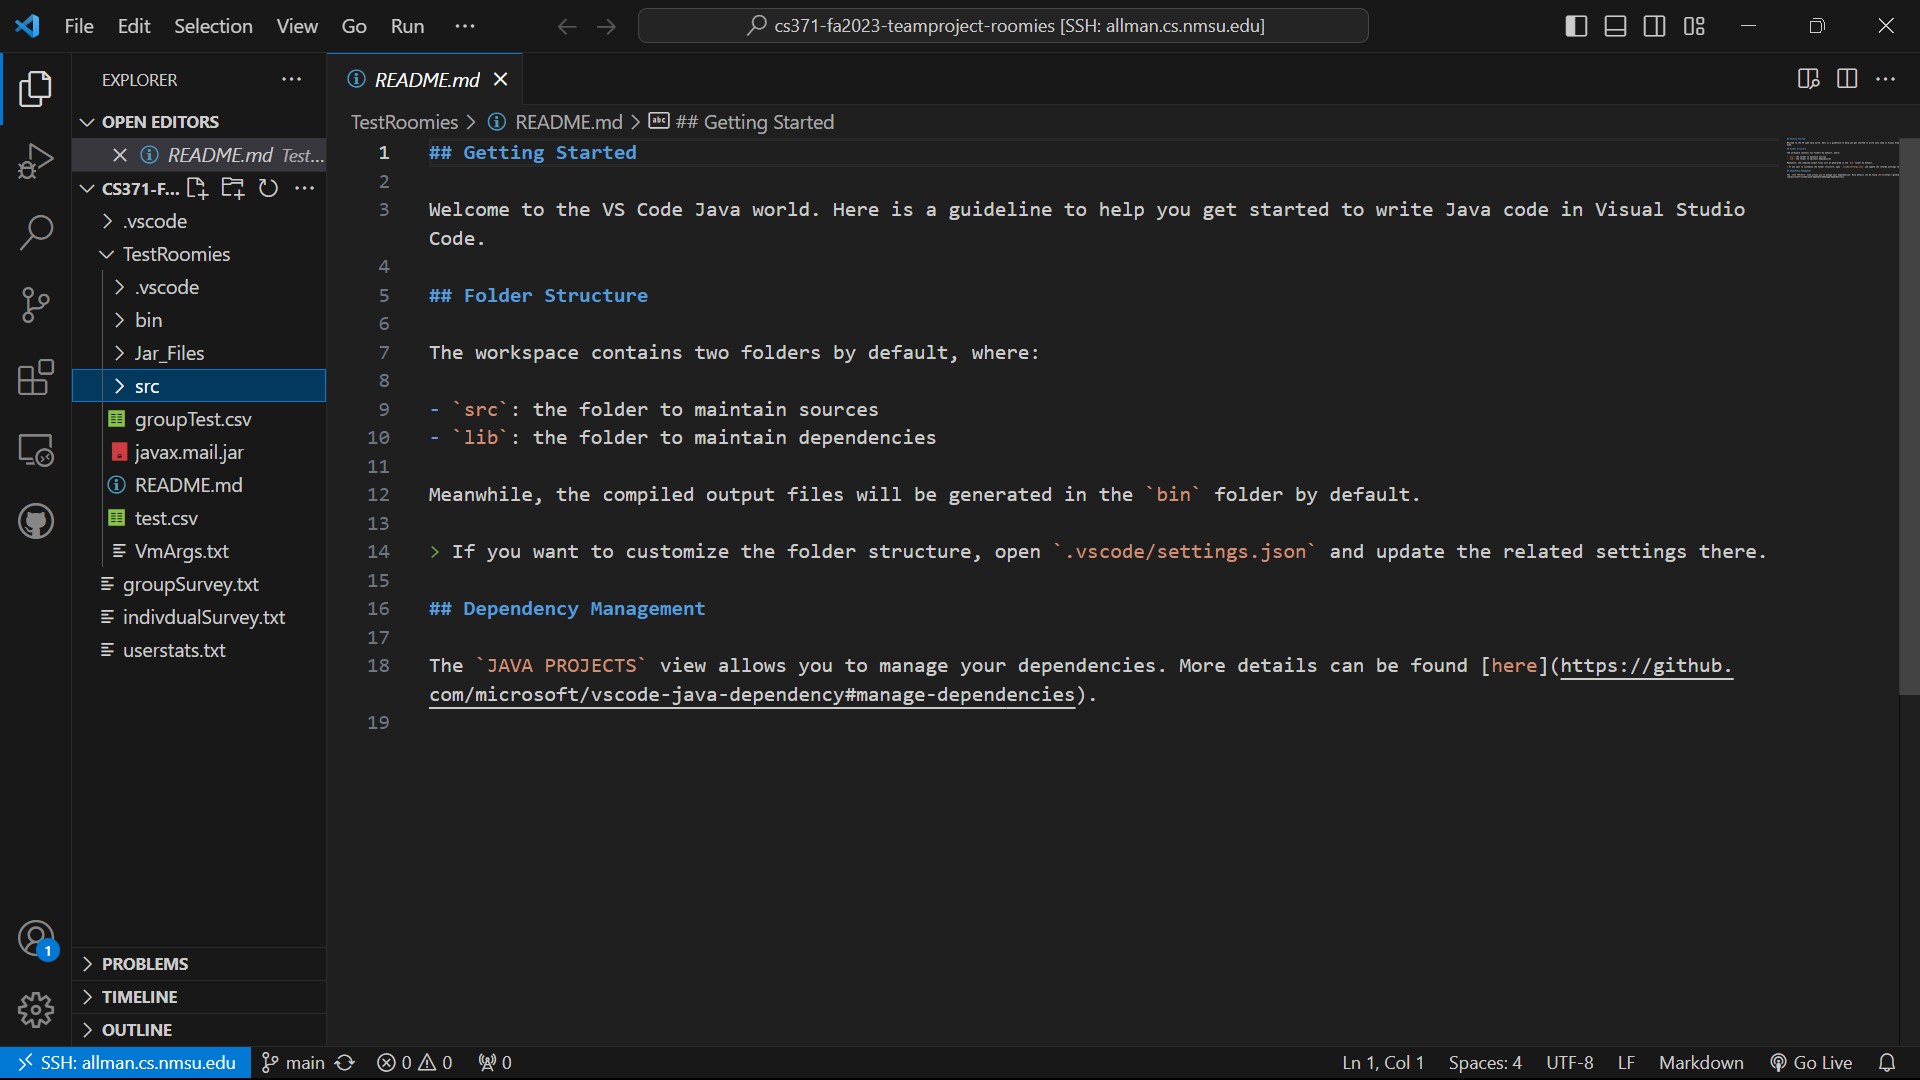 File Edit Selection View Go Run ···
cs371-fa2023-teamproject-roomies [SSH: allman.cs.nmsu.edu]
EXPLORER
OPEN EDITORS
README.md Test...
CS371-F...
.vscode
TestRoomies
.vscode
bin
Jar_Files
src
groupTest.csv
javax.mail.jar
README.md
test.csv
VmArgs.txt
groupSurvey.txt
indivdualSurvey.txt
userstats.txt
PROBLEMS
TIMELINE
OUTLINE
1
README.md
TestRoomies > README.md > ## Getting Started
1 ## Getting Started
2
3 Welcome to the VS Code Java world. Here is a guideline to help you get started to write Java code in Visual Studio
Code.
4
5 ## Folder Structure
6
7 The workspace contains two folders by default, where:
8
9 - `src`: the folder to maintain sources
10 - `lib`: the folder to maintain dependencies
11
12 Meanwhile, the compiled output files will be generated in the `bin` folder by default.
13
14 > If you want to customize the folder structure, open `.vscode/settings.json` and update the related settings there.
15
16 ## Dependency Management
17
18 The `JAVA PROJECTS` view allows you to manage your dependencies. More details can be found [here](https://github.
com/microsoft/vscode-java-dependency#manage-dependencies).
19
SSH: allman.cs.nmsu.edu main 0 0 0 Ln 1, Col 1 Spaces: 4 UTF-8 LF Markdown Go Live